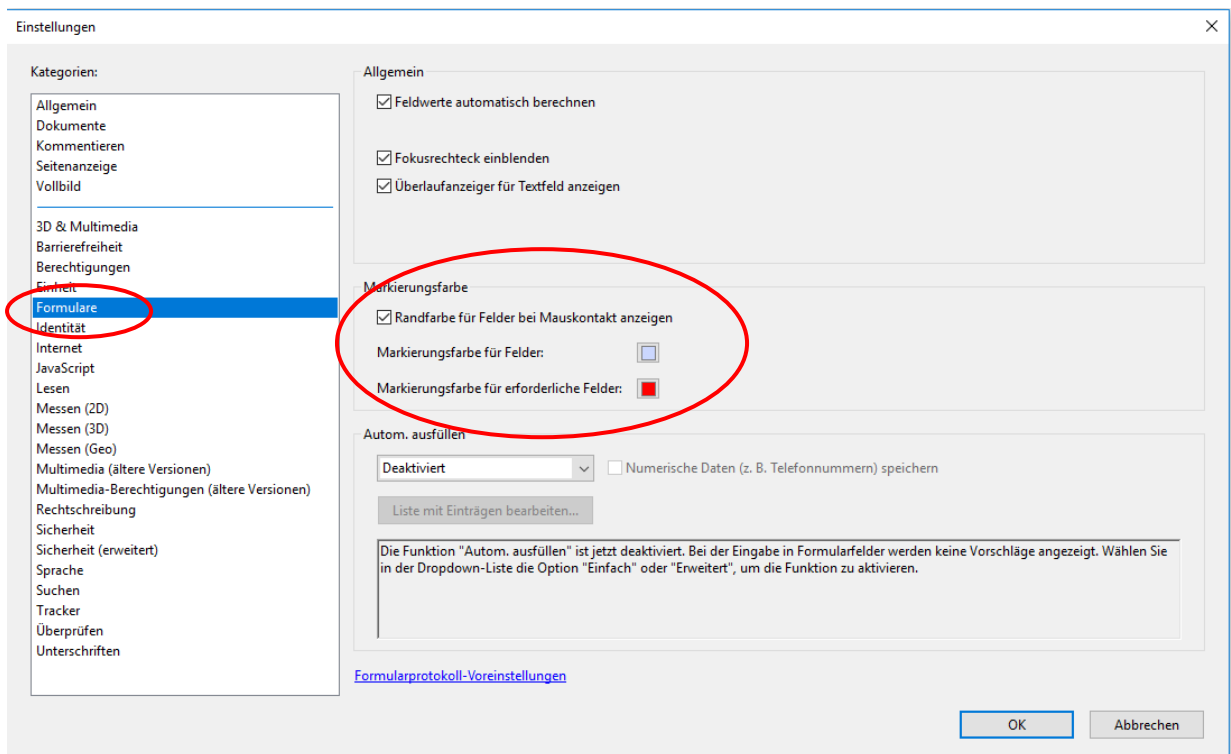 Einstellungen
Kategorien:
Allgemein
Dokumente
Kommentieren
Seitenanzeige
Vollbild
3D & Multimedia
Barrierefreiheit
Berechtigungen
Einheit
Formulare
Identität
Internet
JavaScript
Lesen
Messen (2D)
Messen (3D)
Messen (Geo)
Multimedia (ältere Versionen)
Multimedia-Berechtigungen (ältere Versionen)
Rechtschreibung
Sicherheit
Sicherheit (erweitert)
Sprache
Suchen
Tracker
Überprüfen
Unterschriften
Allgemein
Feldwerte automatisch berechnen
Fokusrechteck einblenden
Überlaufanzeiger für Textfeld anzeigen
Markierungsfarbe
Randfarbe für Felder bei Mauskontakt anzeigen
Markierungsfarbe für Felder:
Markierungsfarbe für erforderliche Felder:
Autom. ausfüllen
Deaktiviert
Numerische Daten (z. B. Telefonnummern) speichern
Liste mit Einträgen bearbeiten...
Die Funktion "Autom. ausfüllen" ist jetzt deaktiviert. Bei der Eingabe in Formularfelder werden keine Vorschläge angezeigt. Wählen Sie
in der Dropdown-Liste die Option "Einfach" oder "Erweitert", um die Funktion zu aktivieren.
Formularprotokoll-Voreinstellungen
OK
Abbrechen